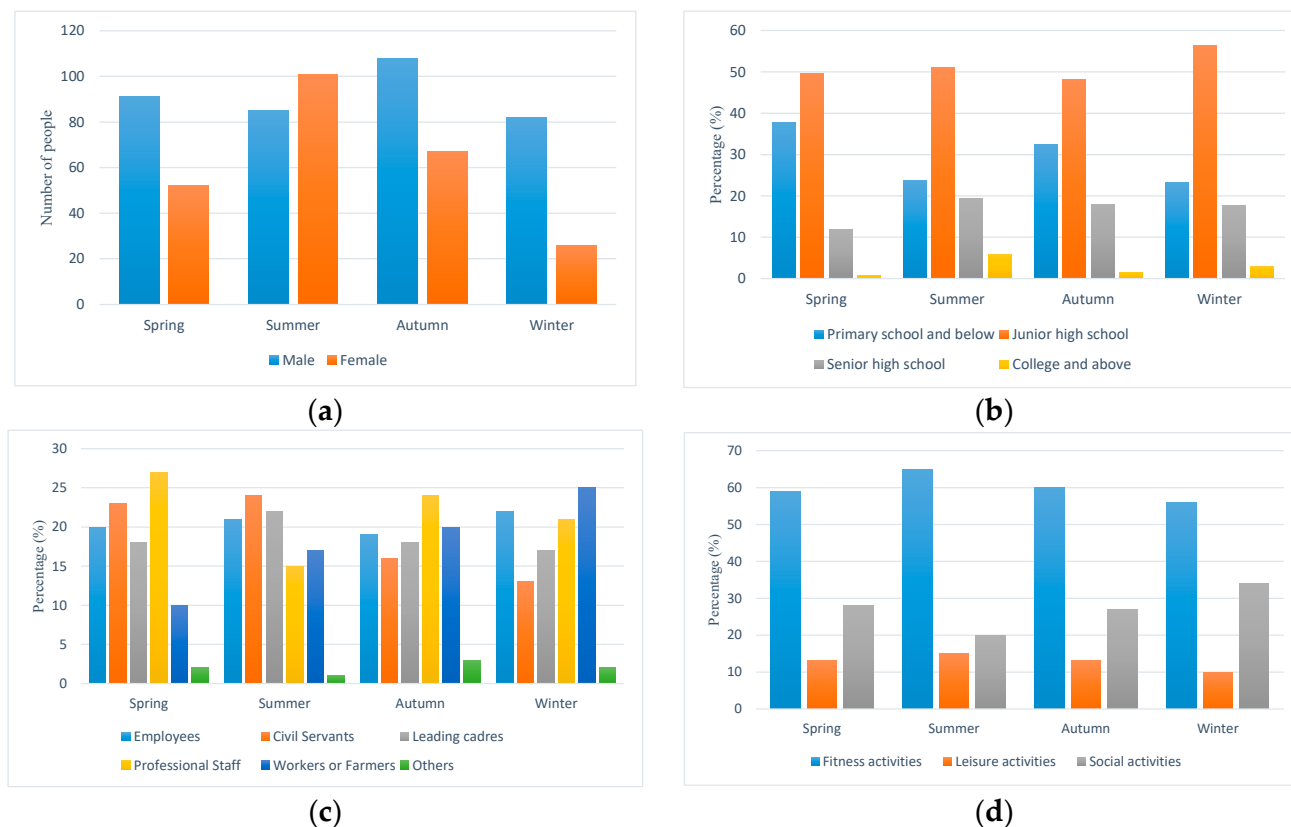 120
100
80
60
40
20
0
Number of people
Spring Summer Autumn Winter
Male Female
(a)
60
50
40
30
20
10
0
Percentage (%)
Spring Summer Autumn Winter
Primary school and below Junior high school
Senior high school College and above
(b)
30
25
20
15
10
5
0
Percentage (%)
Spring Summer Autumn Winter
Employees Civil Servants Leading cadres
Professional Staff Workers or Farmers Others
(c)
70
60
50
40
30
20
10
0
Percentage (%)
Spring Summer Autumn Winter
Fitness activities Leisure activities Social activities
(d)